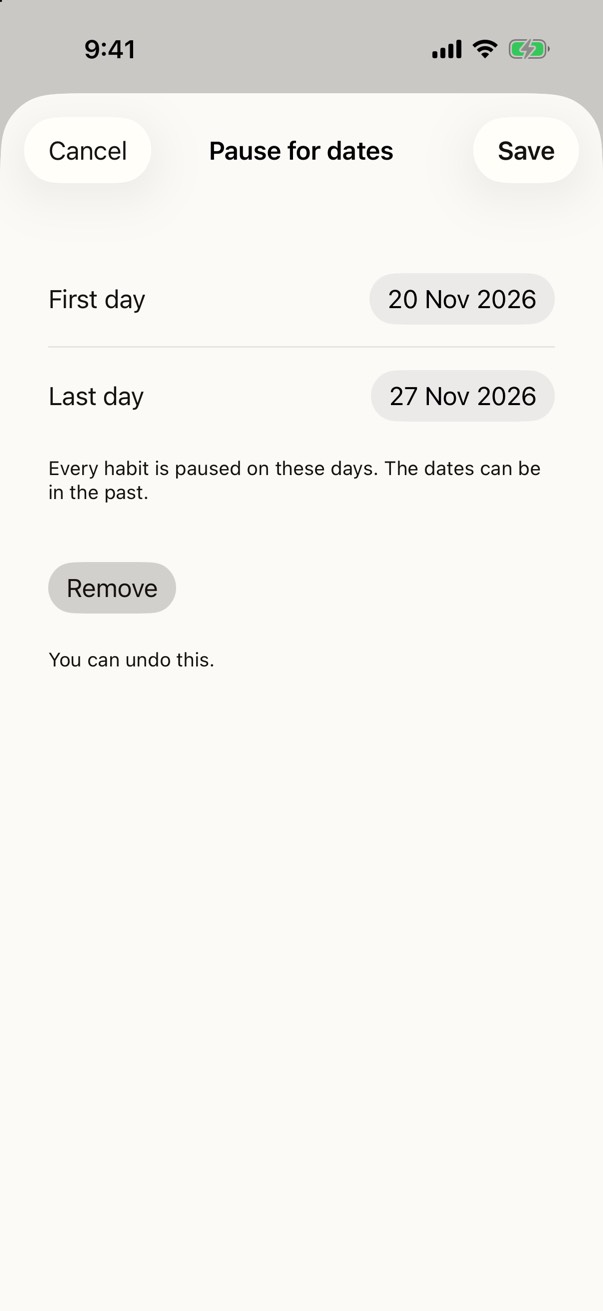 9:41
Cancel
Pause for dates
Save
First day
20 Nov 2026
Last day
27 Nov 2026
Every habit is paused on these days. The dates can be
in the past.
Remove
You can undo this.